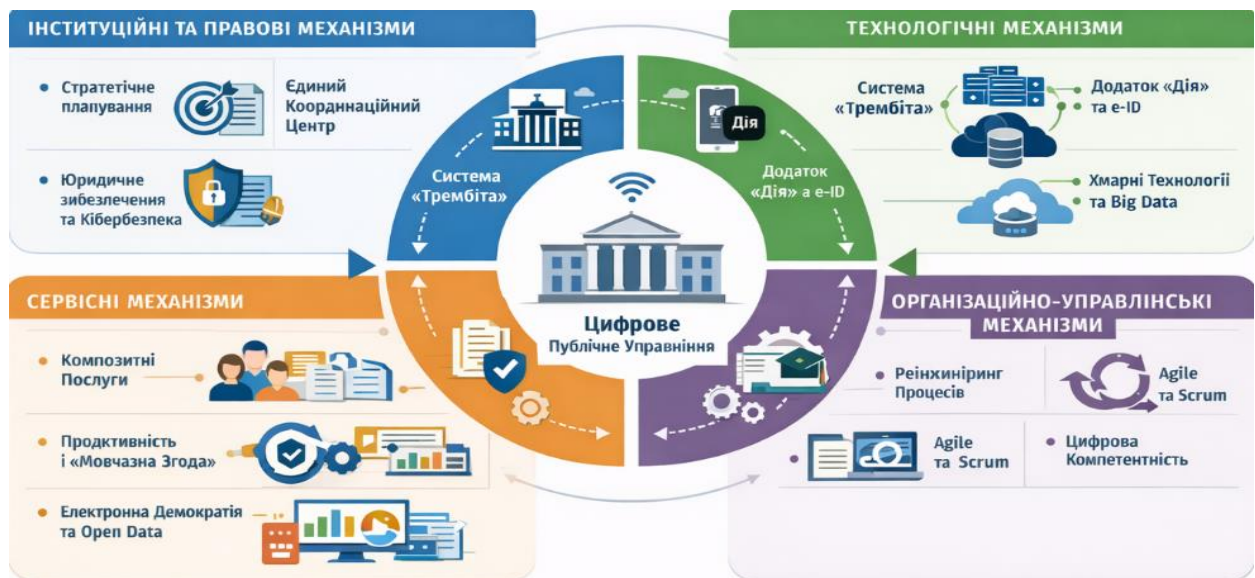 ІНСТИТУЦІЙНІ ТА ПРАВОВІ МЕХАНІЗМИ
Стратетічне
плапування
Єдиний
Координаційний
Центр
Юридичне
зибезлечення
та Кібербезпека
ТЕХНОЛОГІЧНІ МЕХАНІЗМИ
Система
«Трембіта»
Додаток «Дія»
та e-ID
Хмарні Технології
та Big Data
Система
«Трембіта»
Дія
Додаток
«Дія» а e-ID
Цифрове
Публічне Управніння
СЕРВІСНІ МЕХАНІЗМИ
Композитні
Послуги
Продктивність
і «Мовчазна Згода»
Електронна Демократія
та Open Data
ОРГАНІЗАЦІЙНО-УПРАВЛІНСЬКІ
МЕХАНІЗМИ
Реінхиніринг
Процесів
Agile
та Scrum
Agile
та Scrum
Цифрова
Компетентність